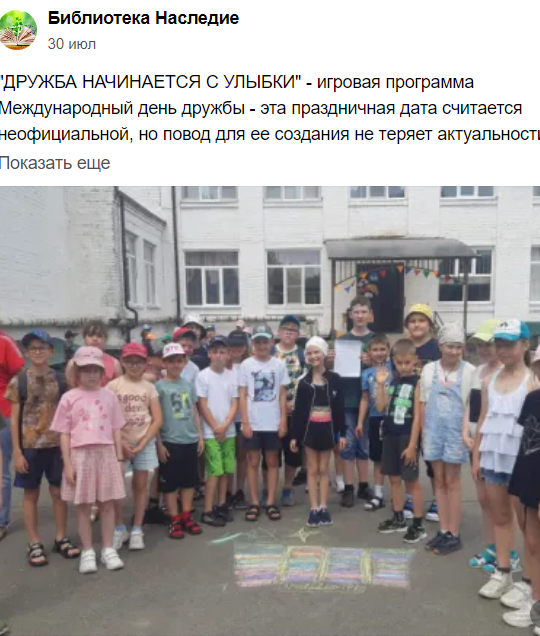 Библиотека Наследие
30 июл
"ДРУЖБА НАЧИНАЕТСЯ С УЛЫБКИ" - игровая программа
Международный день дружбы - эта праздничная дата считается
неофициальной, но повод для ее создания не теряет актуальност
Показать еще
good